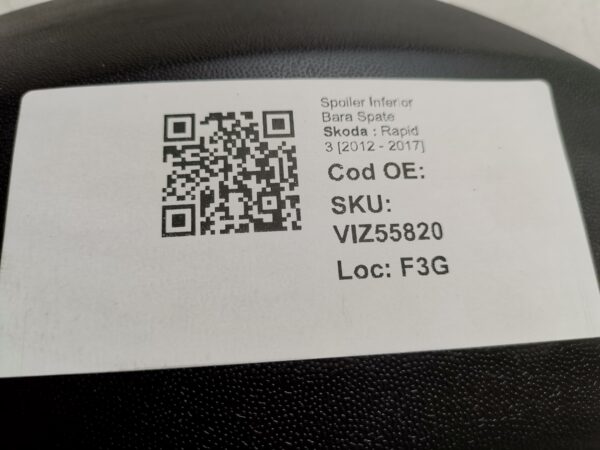 Spoiler Inferior
Bara Spate
Skoda : Rapid
3 [2012 - 2017]
Cod OE:
SKU:
VIZ55820
Loc: F3G